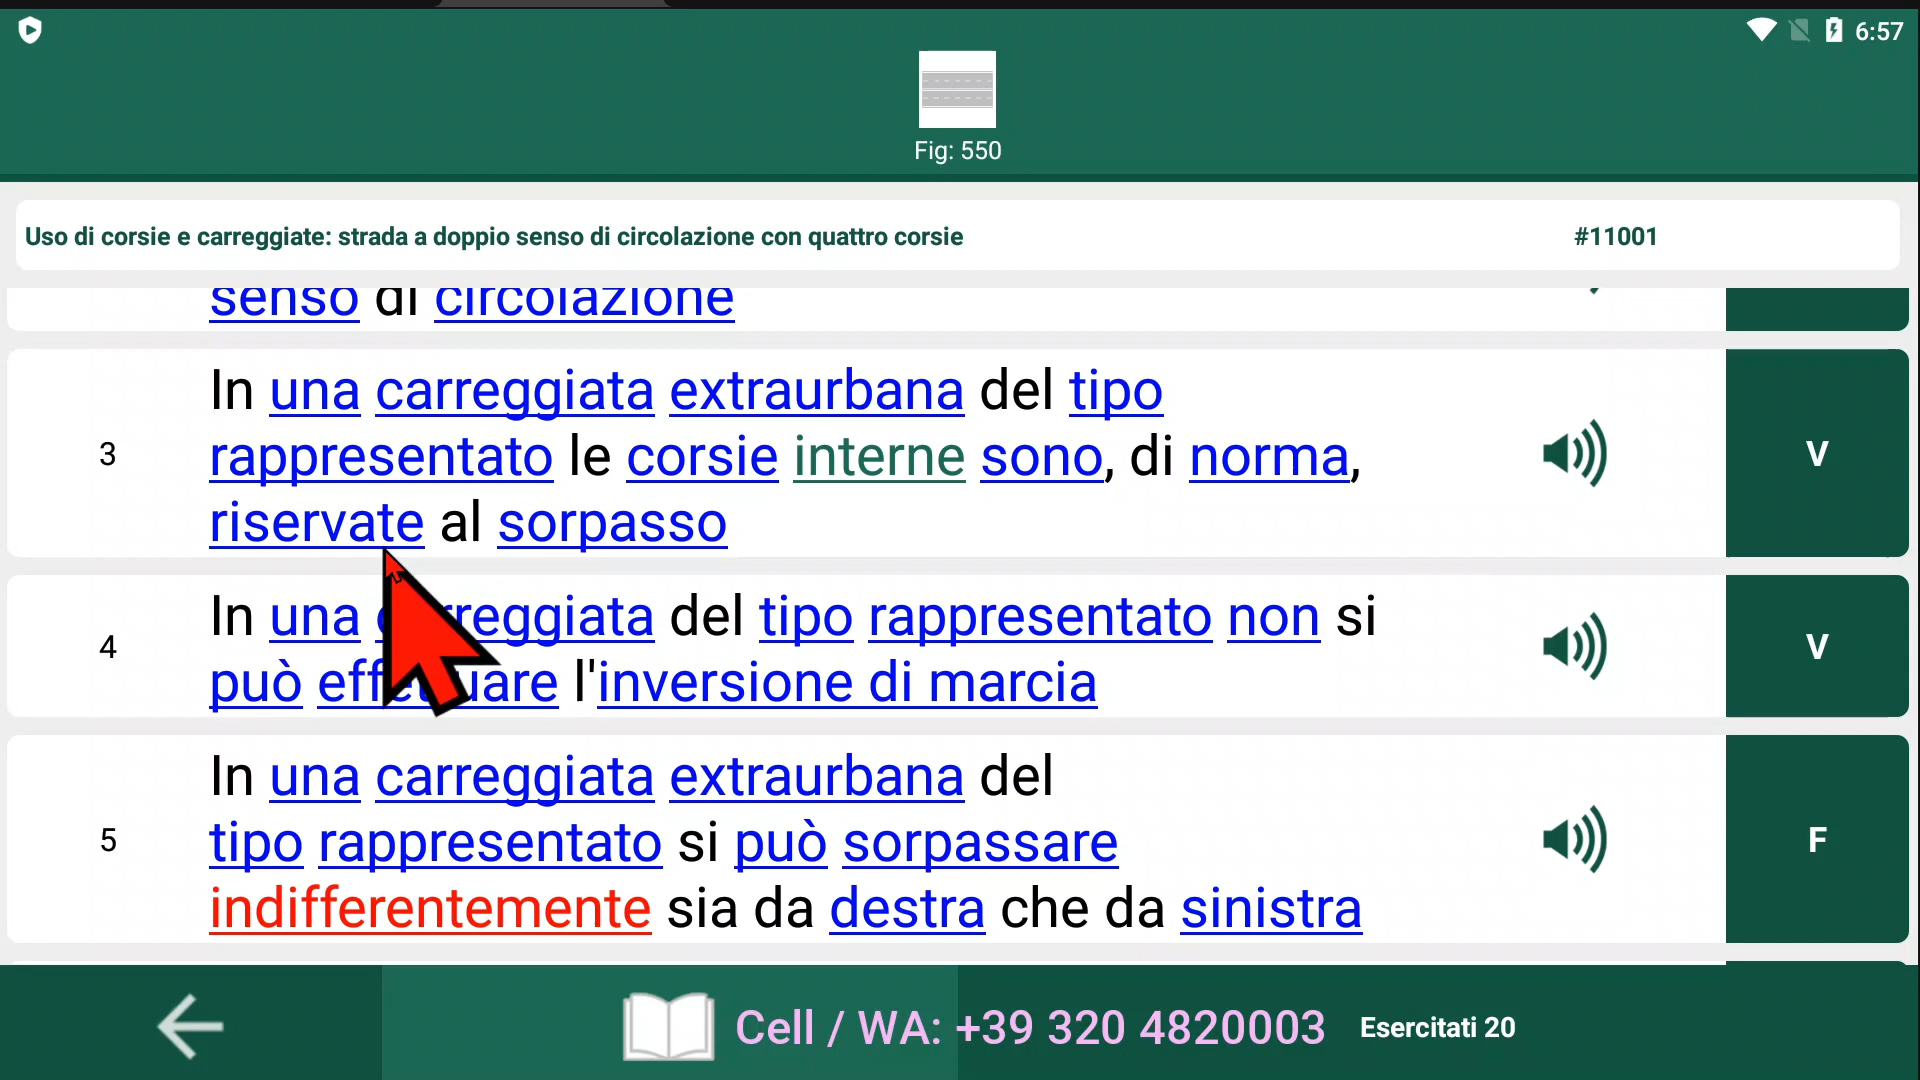 6:57
Fig: 550
Uso di corsie e carreggiate: strada a doppio senso di circolazione con quattro corsie #11001
senso di circolazione
In una carreggiata extraurbana del tipo
3 rappresentato le corsie interne sono, di norma, V
riservate al sorpasso
In una carreggiata del tipo rappresentato non si
4 V
può effettuare l'inversione di marcia
In una carreggiata extraurbana del
5 tipo rappresentato si può sorpassare F
indifferentemente sia da destra che da sinistra
Cell / WA: +39 320 4820003 Esercitati 20